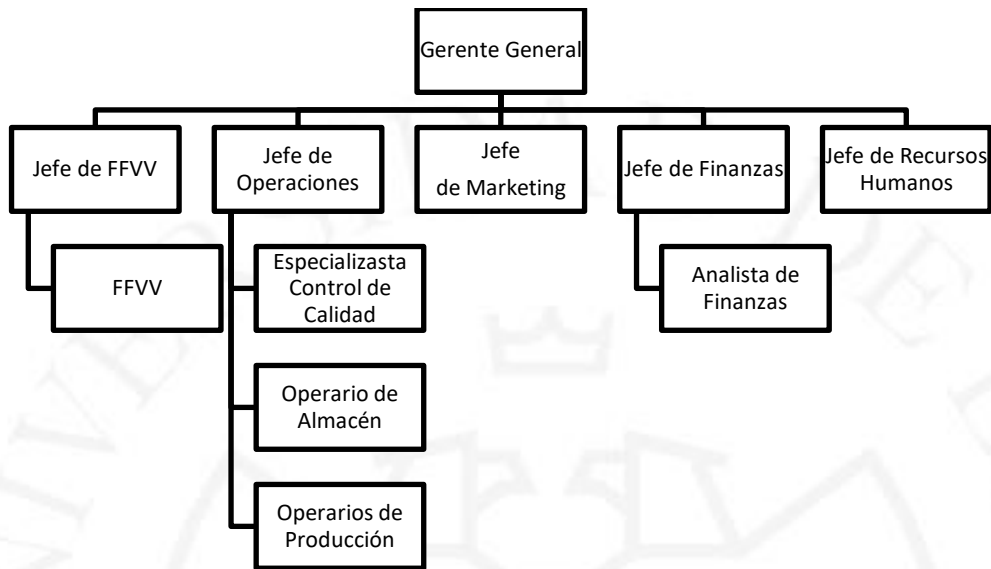 Gerente General
Jefe de FFVV
Jefe de
Operaciones
Jefe
de Marketing
Jefe de Finanzas
Jefe de Recursos
Humanos
FFVV
Especializasta
Control de
Calidad
Analista de
Finanzas
Operario de
Almacén
Operarios de
Producción